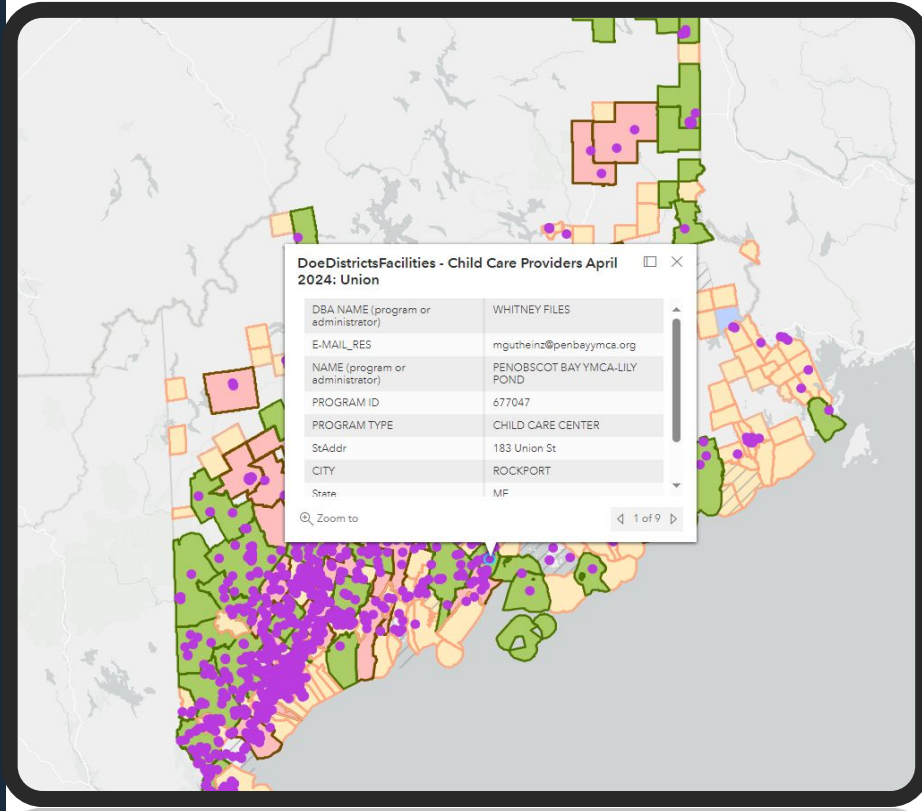 DoeDistrictsFacilities - Child Care Providers April
2024: Union
DBA NAME (program or
administrator)
WHITNEY FILES
E-MAIL_RES
mgutheinz@penbayymca.org
NAME (program or
administrator)
PENOBSCOT BAY YMCA-LILY
POND
PROGRAM ID
677047
PROGRAM TYPE
CHILD CARE CENTER
StAddr
183 Union St
CITY
ROCKPORT
State
ME
Zoom to
1 of 9